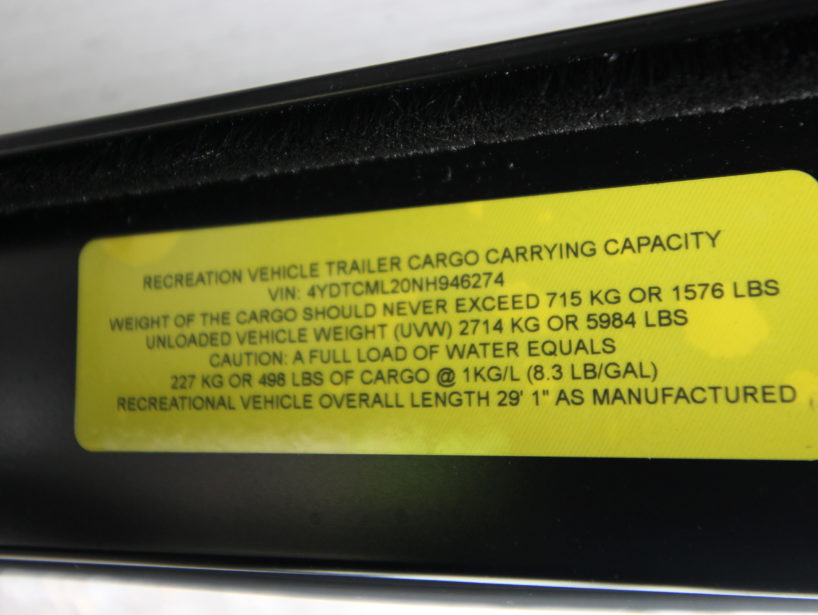 RECREATION VEHICLE TRAILER CARGO CARRYING CAPACITY
VIN: 4YDTCML20NH946274
WEIGHT OF THE CARGO SHOULD NEVER EXCEED 715 KG OR 1576 LBS
UNLOADED VEHICLE WEIGHT (UVW) 2714 KG OR 5984 LBS
CAUTION: A FULL LOAD OF WATER EQUALS
227 KG OR 498 LBS OF CARGO @ 1KG/L (8.3 LB/GAL)
RECREATIONAL VEHICLE OVERALL LENGTH 29' 1" AS MANUFACTURED